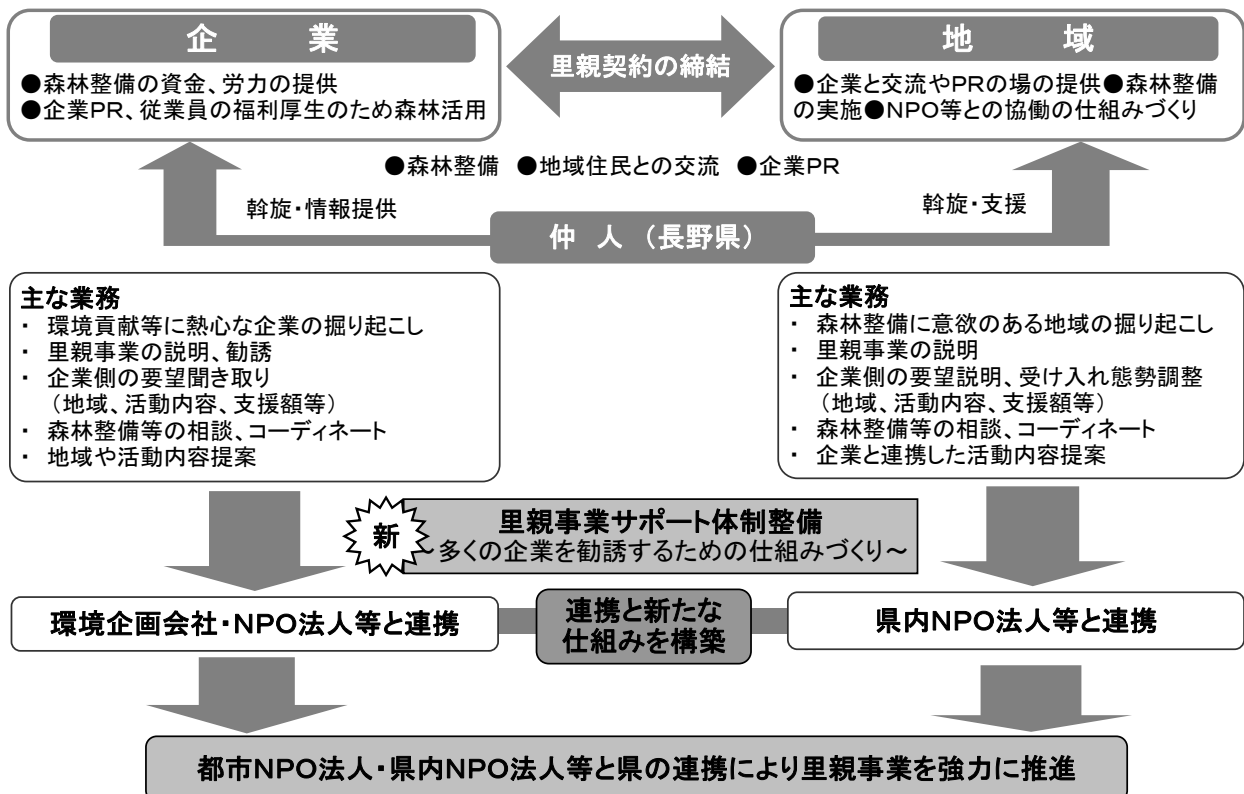 企　業
●森林整備の資金、労力の提供
●企業PR、従業員の福利厚生のため森林活用
里親契約の締結
地　域
●企業と交流やPRの場の提供●森林整備
の実施●NPO等との協働の仕組みづくり
●森林整備　●地域住民との交流　●企業PR
斡旋・情報提供
斡旋・支援
仲　人　（長野県）
主な業務
・　環境貢献等に熱心な企業の掘り起こし
・　里親事業の説明、勧誘
・　企業側の要望聞き取り
（地域、活動内容、支援額等）
・　森林整備等の相談、コーディネート
・　地域や活動内容提案
主な業務
・　森林整備に意欲のある地域の掘り起こし
・　里親事業の説明
・　企業側の要望説明、受け入れ態勢調整
（地域、活動内容、支援額等）
・　森林整備等の相談、コーディネート
・　企業と連携した活動内容提案
新
里親事業サポート体制整備
～多くの企業を勧誘するための仕組みづくり～
環境企画会社・NPO法人等と連携
連携と新たな
仕組みを構築
県内NPO法人等と連携
都市NPO法人・県内NPO法人等と県の連携により里親事業を強力に推進